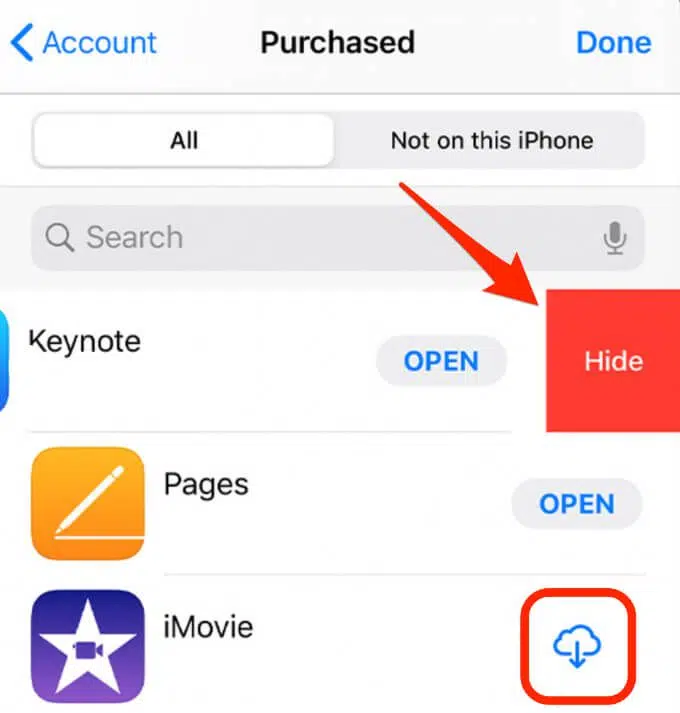 Account
Purchased
Done
All
Not on this iPhone
Search
Keynote
OPEN
Hide
Pages
OPEN
iMovie